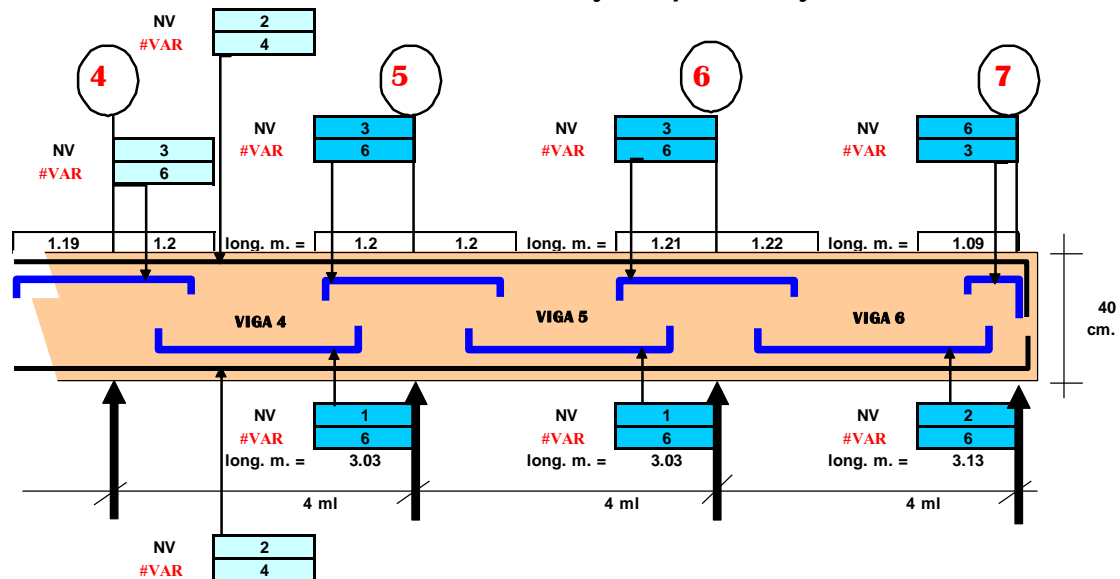 NV 2
#VAR 4
4 5 6 7
NV 3 NV 3 NV 6
#VAR 6 #VAR 6 #VAR 3
NV 3
#VAR 6
1.19 1.2 long. m. = 1.2 1.2 long. m. = 1.21 1.22 long. m. = 1.09
VIGA 4 VIGA 5 VIGA 6
40
cm.
NV 1 NV 1 NV 2
#VAR 6 #VAR 6 #VAR 6
long. m. = 3.03 long. m. = 3.03 long. m. = 3.13
4 ml 4 ml 4 ml
NV 2
#VAR 4